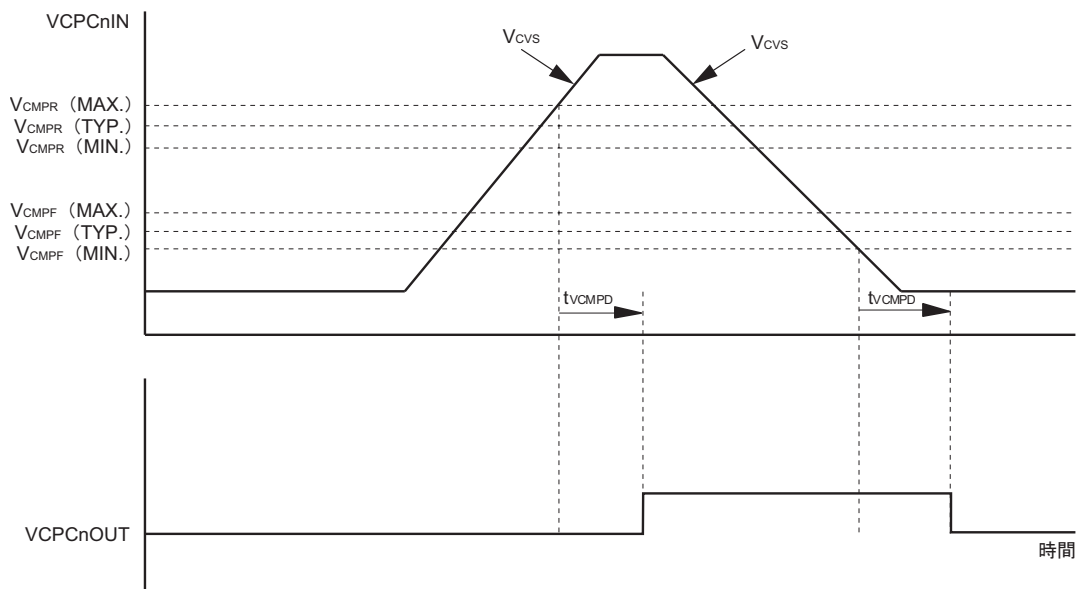 VCPCnIN
VCVS
VCVS
VCMPR（MAX.）
VCMPR（TYP.）
VCMPR（MIN.）
VCMPF（MAX.）
VCMPF（TYP.）
VCMPF（MIN.）
tVCMPD
tVCMPD
VCPCnOUT
時間